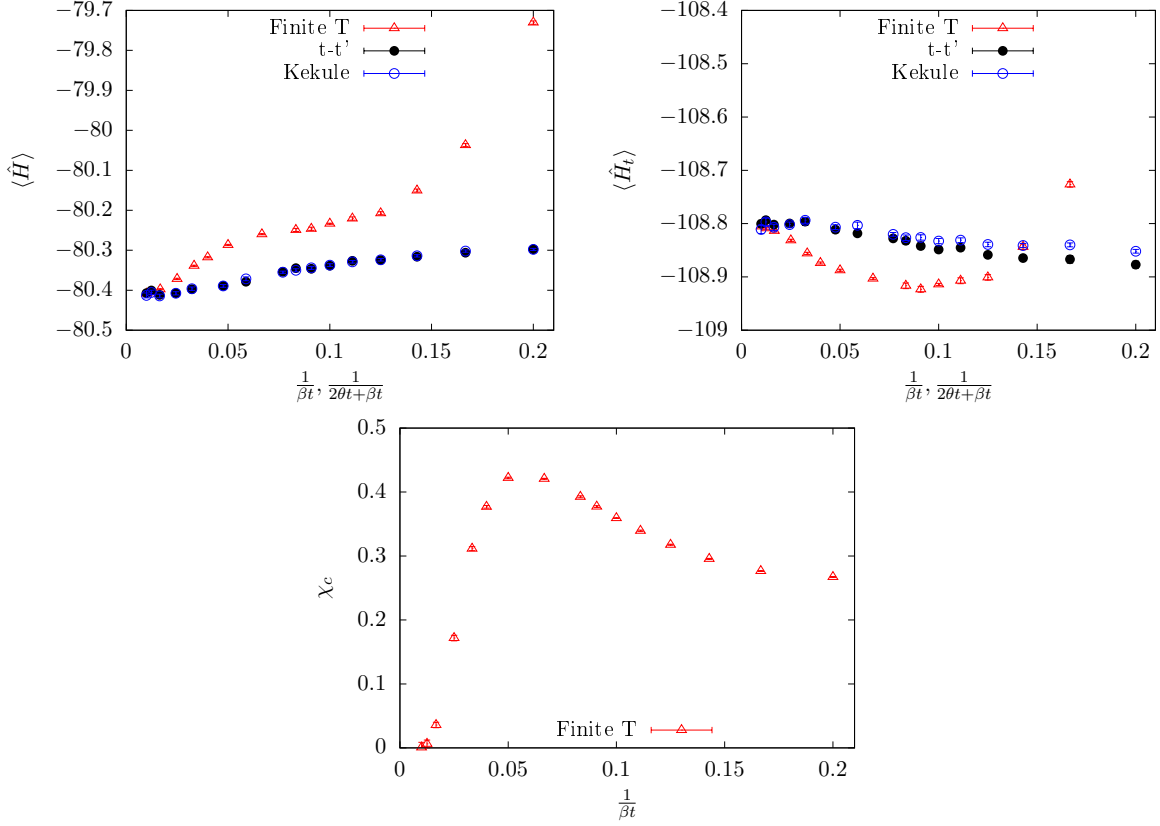 −79.7
−79.8
−79.9
−80
−80.1
−80.2
−80.3
−80.4
−80.5
⟨Ĥ⟩
Finite T
t-t'
Kekule
0
0.05
0.1
0.15
0.2
1/βt, 1/(2θt+βt)
−108.4
−108.5
−108.6
−108.7
−108.8
−108.9
−109
⟨Ĥ_t⟩
Finite T
t-t'
Kekule
0
0.05
0.1
0.15
0.2
1/βt, 1/(2θt+βt)
0.5
0.4
0.3
0.2
0.1
0
χ_c
Finite T
0
0.05
0.1
0.15
0.2
1/βt